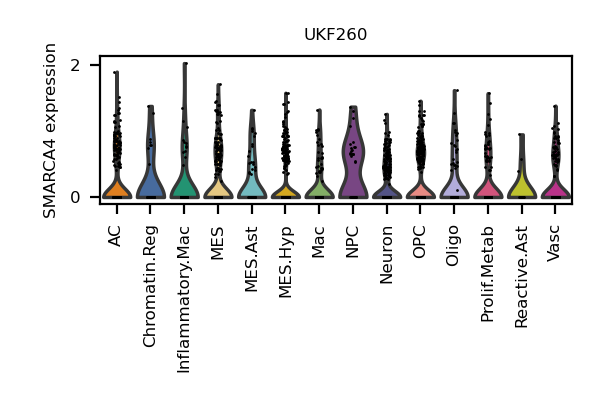 UKF260
SMARCA4 expression
2
0
AC
Chromatin.Reg
Inflammatory.Mac
MES
MES.Ast
MES.Hyp
Mac
NPC
Neuron
OPC
Oligo
Prolif.Metab
Reactive.Ast
Vasc